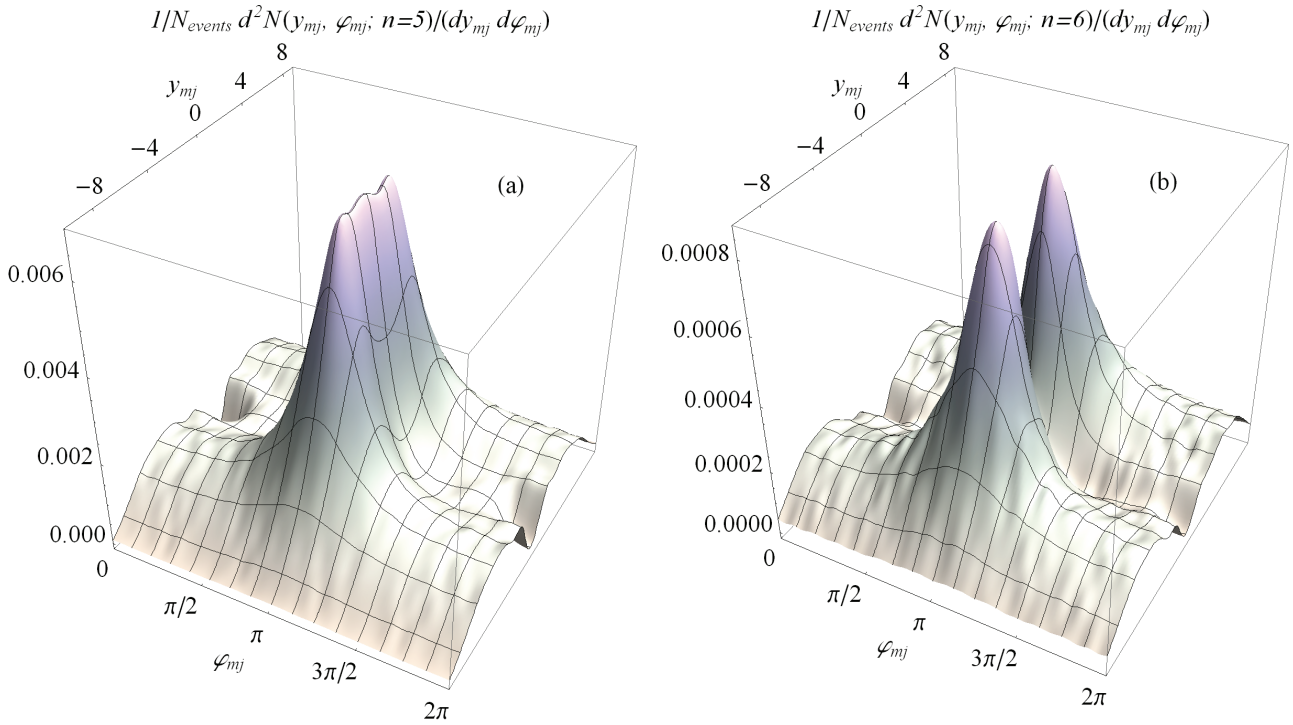 1/N_events d²N(y_mj, φ_mj; n=5)/(dy_mj dφ_mj)
8
4
y_mj
0
−4
−8
(a)
0.006
0.004
0.002
0.000
0
π/2
π
φ_mj
3π/2
2π
1/N_events d²N(y_mj, φ_mj; n=6)/(dy_mj dφ_mj)
8
4
y_mj
0
−4
−8
(b)
0.0008
0.0006
0.0004
0.0002
0.0000
0
π/2
π
φ_mj
3π/2
2π